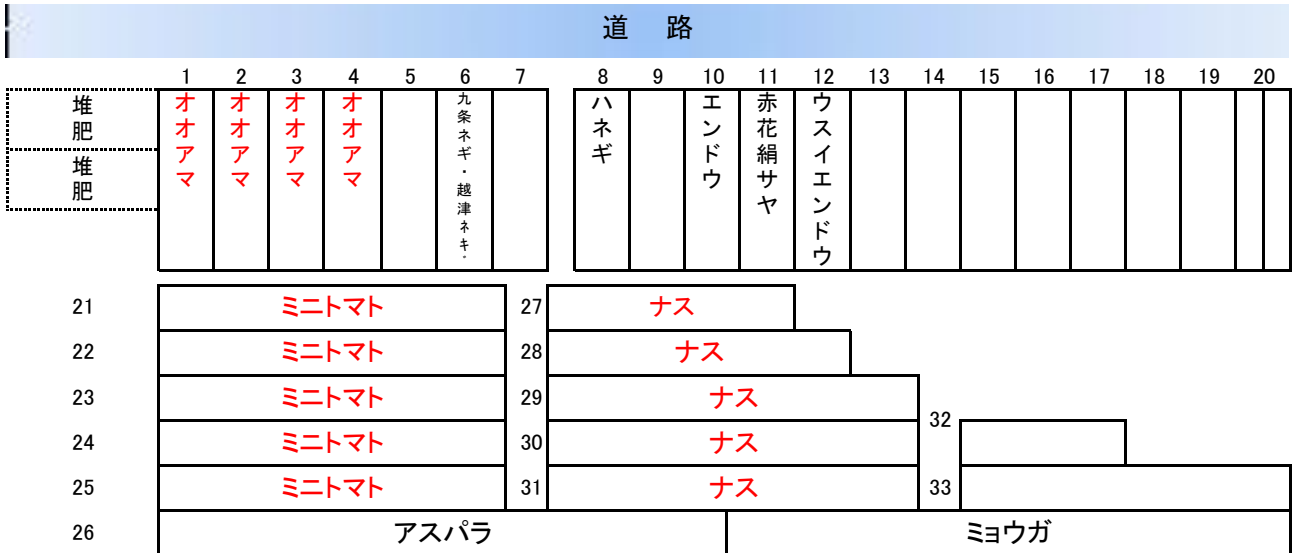 道 路
1 2 3 4 5 6 7 8 9 10 11 12 13 14 15 16 17 18 19 20
堆肥
堆肥
オオアマ
オオアマ
オオアマ
オオアマ
九条ネギ・越津ネギ
ハネギ
エンドウ
赤花絹サヤ
ウスイエンドウ
21 ミニトマト 27 ナス
22 ミニトマト 28 ナス
23 ミニトマト 29 ナス
32
24 ミニトマト 30 ナス
25 ミニトマト 31 ナス 33
26 アスパラ ミョウガ